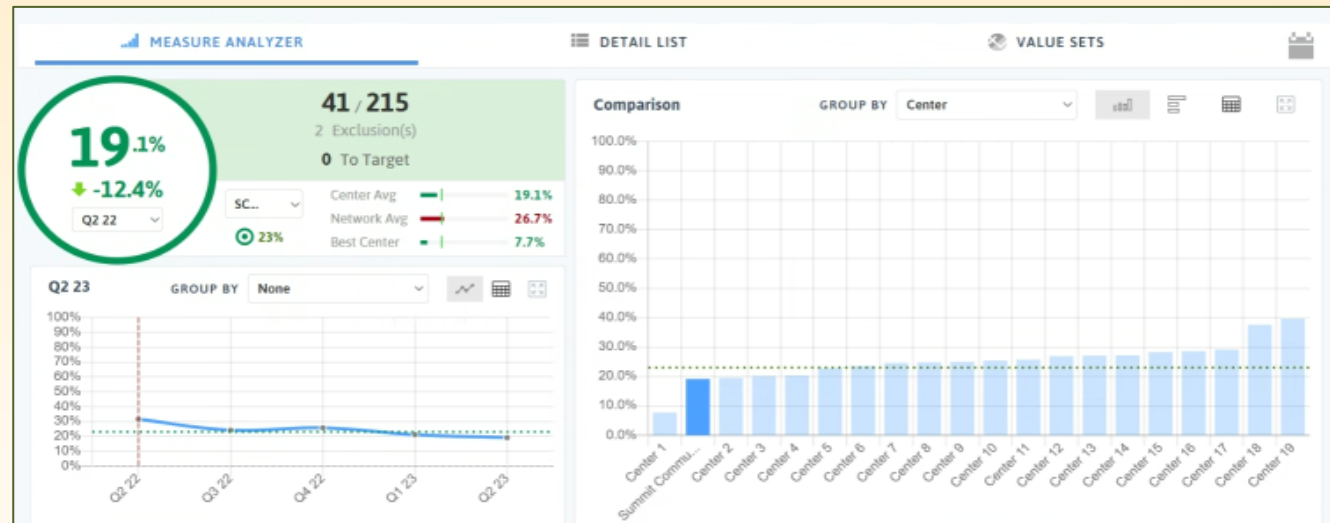 MEASURE ANALYZER
DETAIL LIST
VALUE SETS
19.1%
-12.4%
Q2 22
41 / 215
2 Exclusion(s)
0 To Target
SC...
23%
Center Avg 19.1%
Network Avg 26.7%
Best Center 7.7%
Q2 23
GROUP BY None
100%
90%
80%
70%
60%
50%
40%
30%
20%
10%
0%
Q2 22
Q3 22
Q4 22
Q1 23
Q2 23
Comparison
GROUP BY Center
100.0%
90.0%
80.0%
70.0%
60.0%
50.0%
40.0%
30.0%
20.0%
10.0%
0.0%
Center 1
Summit Commu...
Center 2
Center 3
Center 4
Center 5
Center 6
Center 7
Center 8
Center 9
Center 10
Center 11
Center 12
Center 13
Center 14
Center 15
Center 16
Center 17
Center 18
Center 19